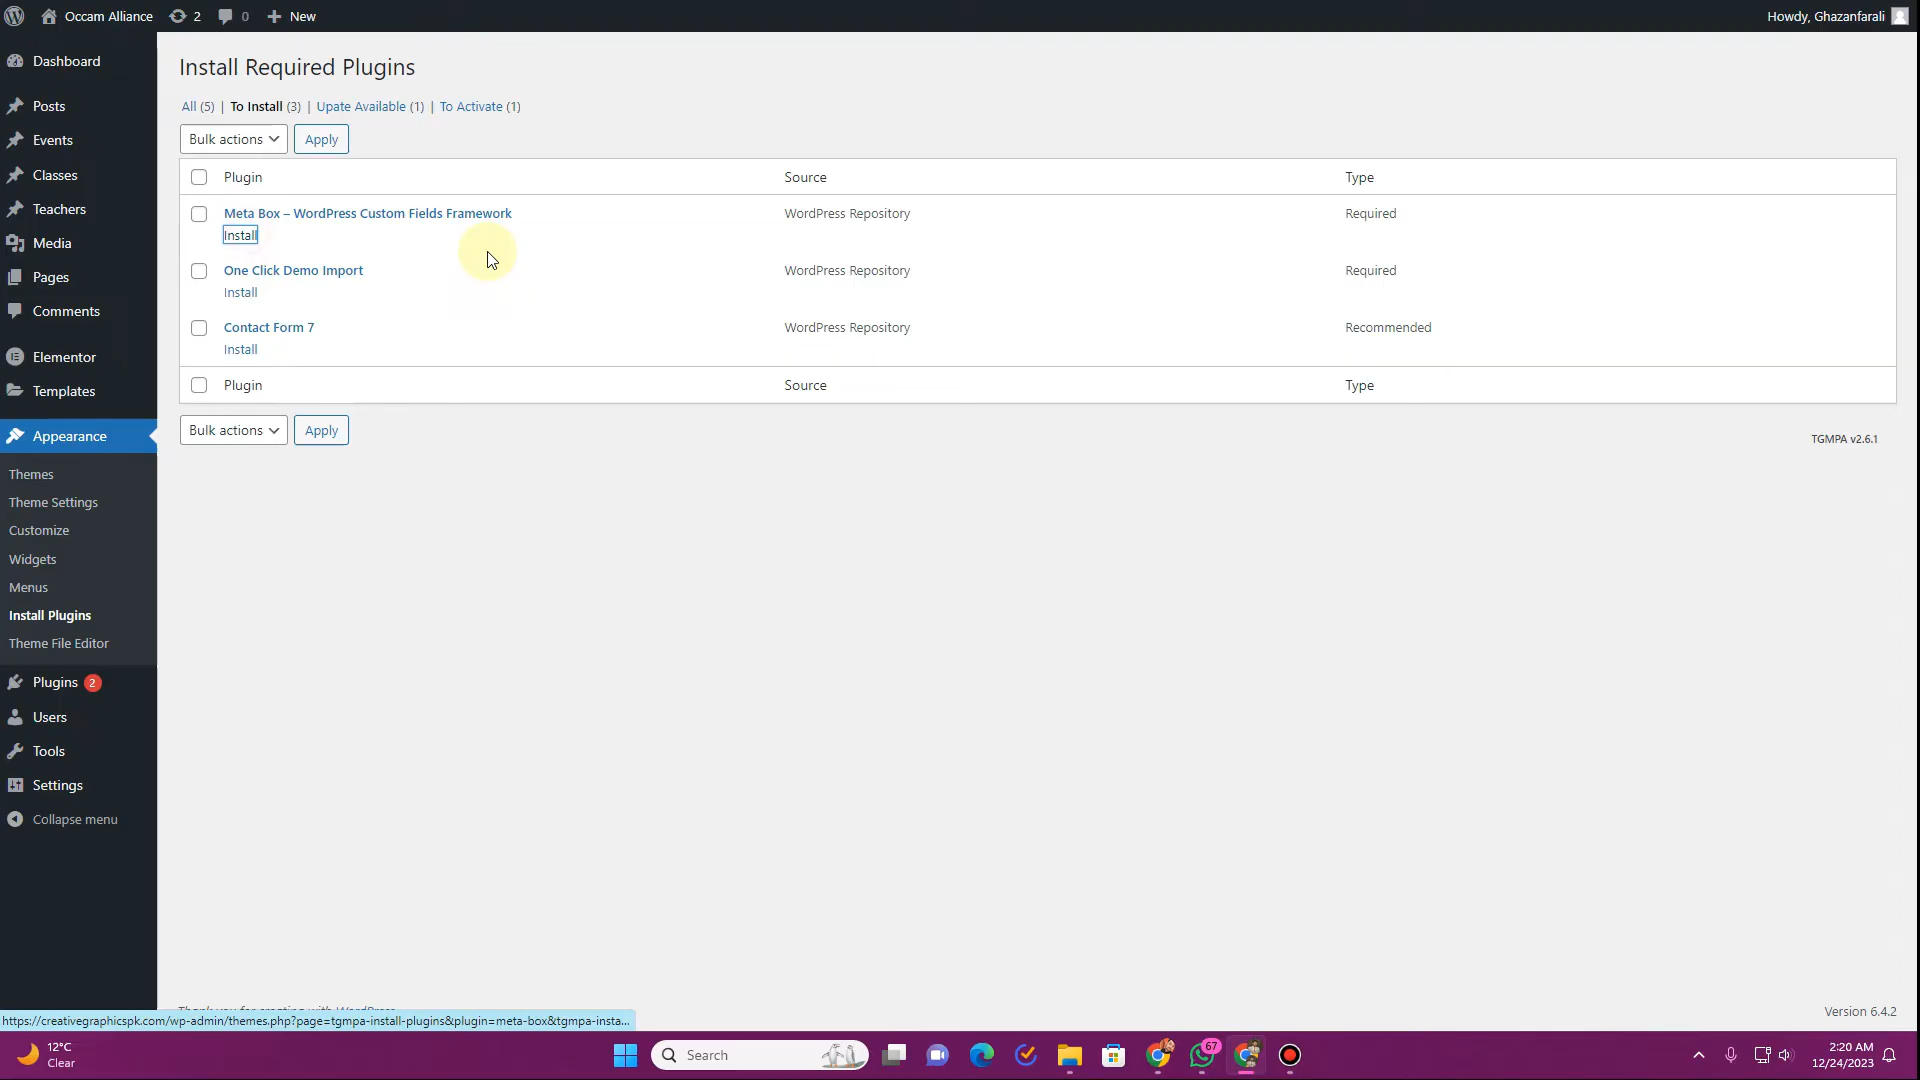 Occam Alliance
2
0
New
Howdy, Ghazanfarali
Dashboard
Posts
Events
Classes
Teachers
Media
Pages
Comments
Elementor
Templates
Appearance
Themes
Theme Settings
Customize
Widgets
Menus
Install Plugins
Theme File Editor
Plugins 2
Users
Tools
Settings
Collapse menu
Install Required Plugins
All (5) | To Install (3) | Upate Available (1) | To Activate (1)
Bulk actions
Apply
Plugin Source Type
Meta Box – WordPress Custom Fields Framework WordPress Repository Required
Install
One Click Demo Import WordPress Repository Required
Install
Contact Form 7 WordPress Repository Recommended
Install
Plugin Source Type
Bulk actions
Apply
TGMPA v2.6.1
Thank you for creating with WordPress.
Version 6.4.2
https://creativegraphicspk.com/wp-admin/themes.php?page=tgmpa-install-plugins&plugin=meta-box&tgmpa-insta...
12°C
Clear
Search
67
2:20 AM
12/24/2023